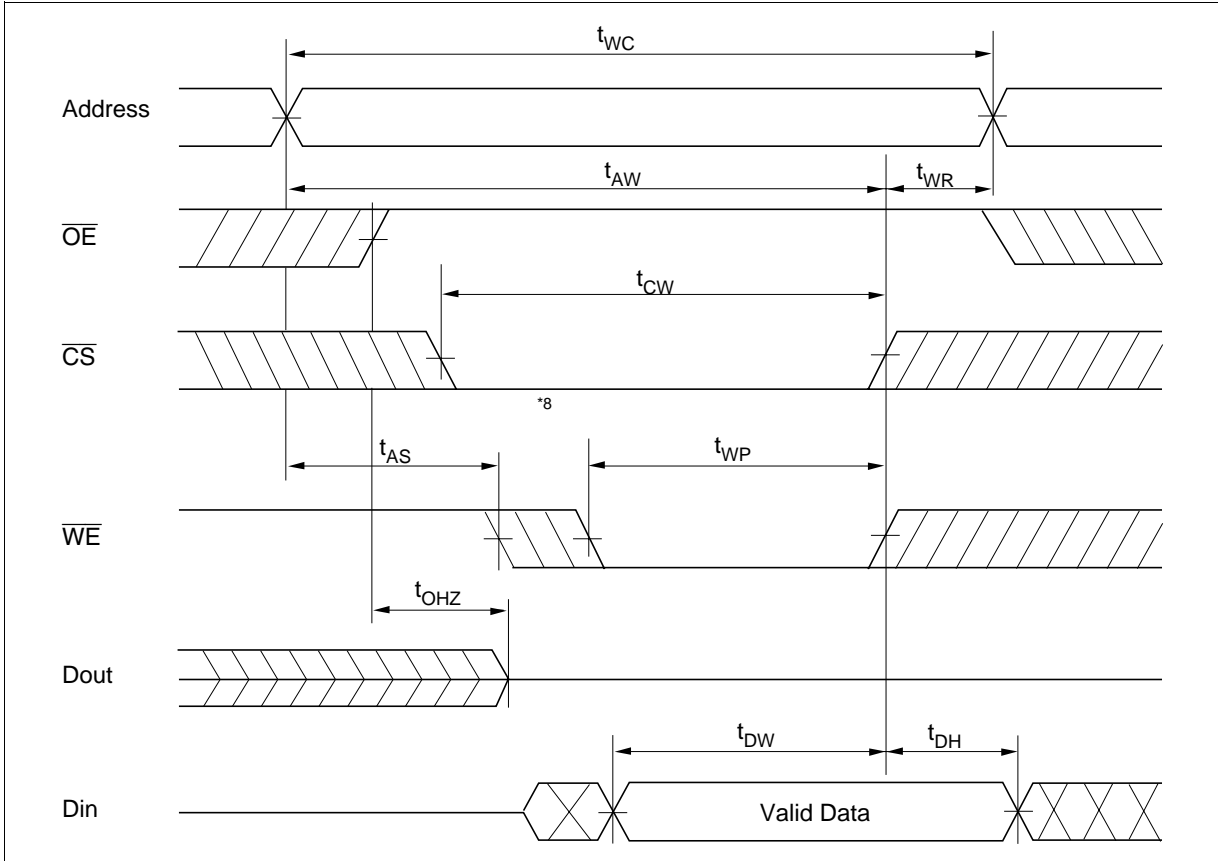 tWC
Address
tAW
tWR
OE
tCW
CS
*8
tAS
tWP
WE
tOHZ
Dout
tDW
tDH
Din
Valid Data